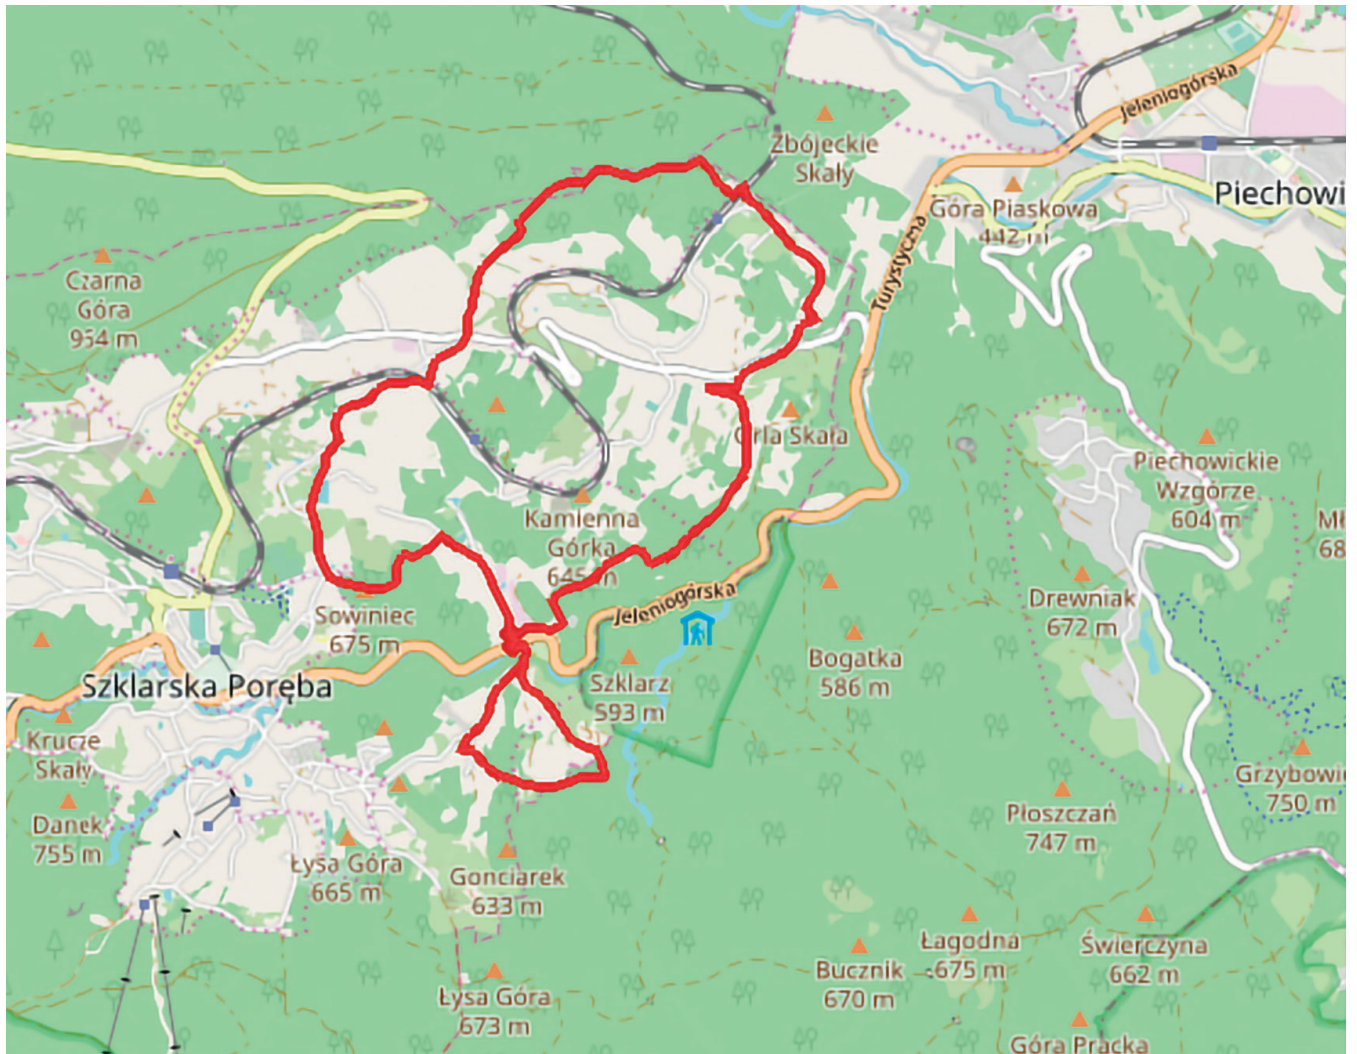 Jeleniogórska
Zbójeckie
Skały
Piechowi
Góra Piaskowa
442 m
Turystyczna
Czarna
Góra
954 m
Orla Skała
Piechowickie
Wzgórze
604 m
Mł
68
Kamienna
Górka
645 m
Jeleniogórska
Drewniak
672 m
Sowiniec
675 m
Bogatka
586 m
Szklarska Poręba
Szklarz
593 m
Krucze
Skały
Grzybowie
750 m
Danek
755 m
Płoszczań
747 m
Łysa Góra
665 m
Gonciarek
633 m
Łagodna
675 m
Świerczyna
662 m
Bucznik
670 m
Łysa Góra
673 m
Góra Pracka